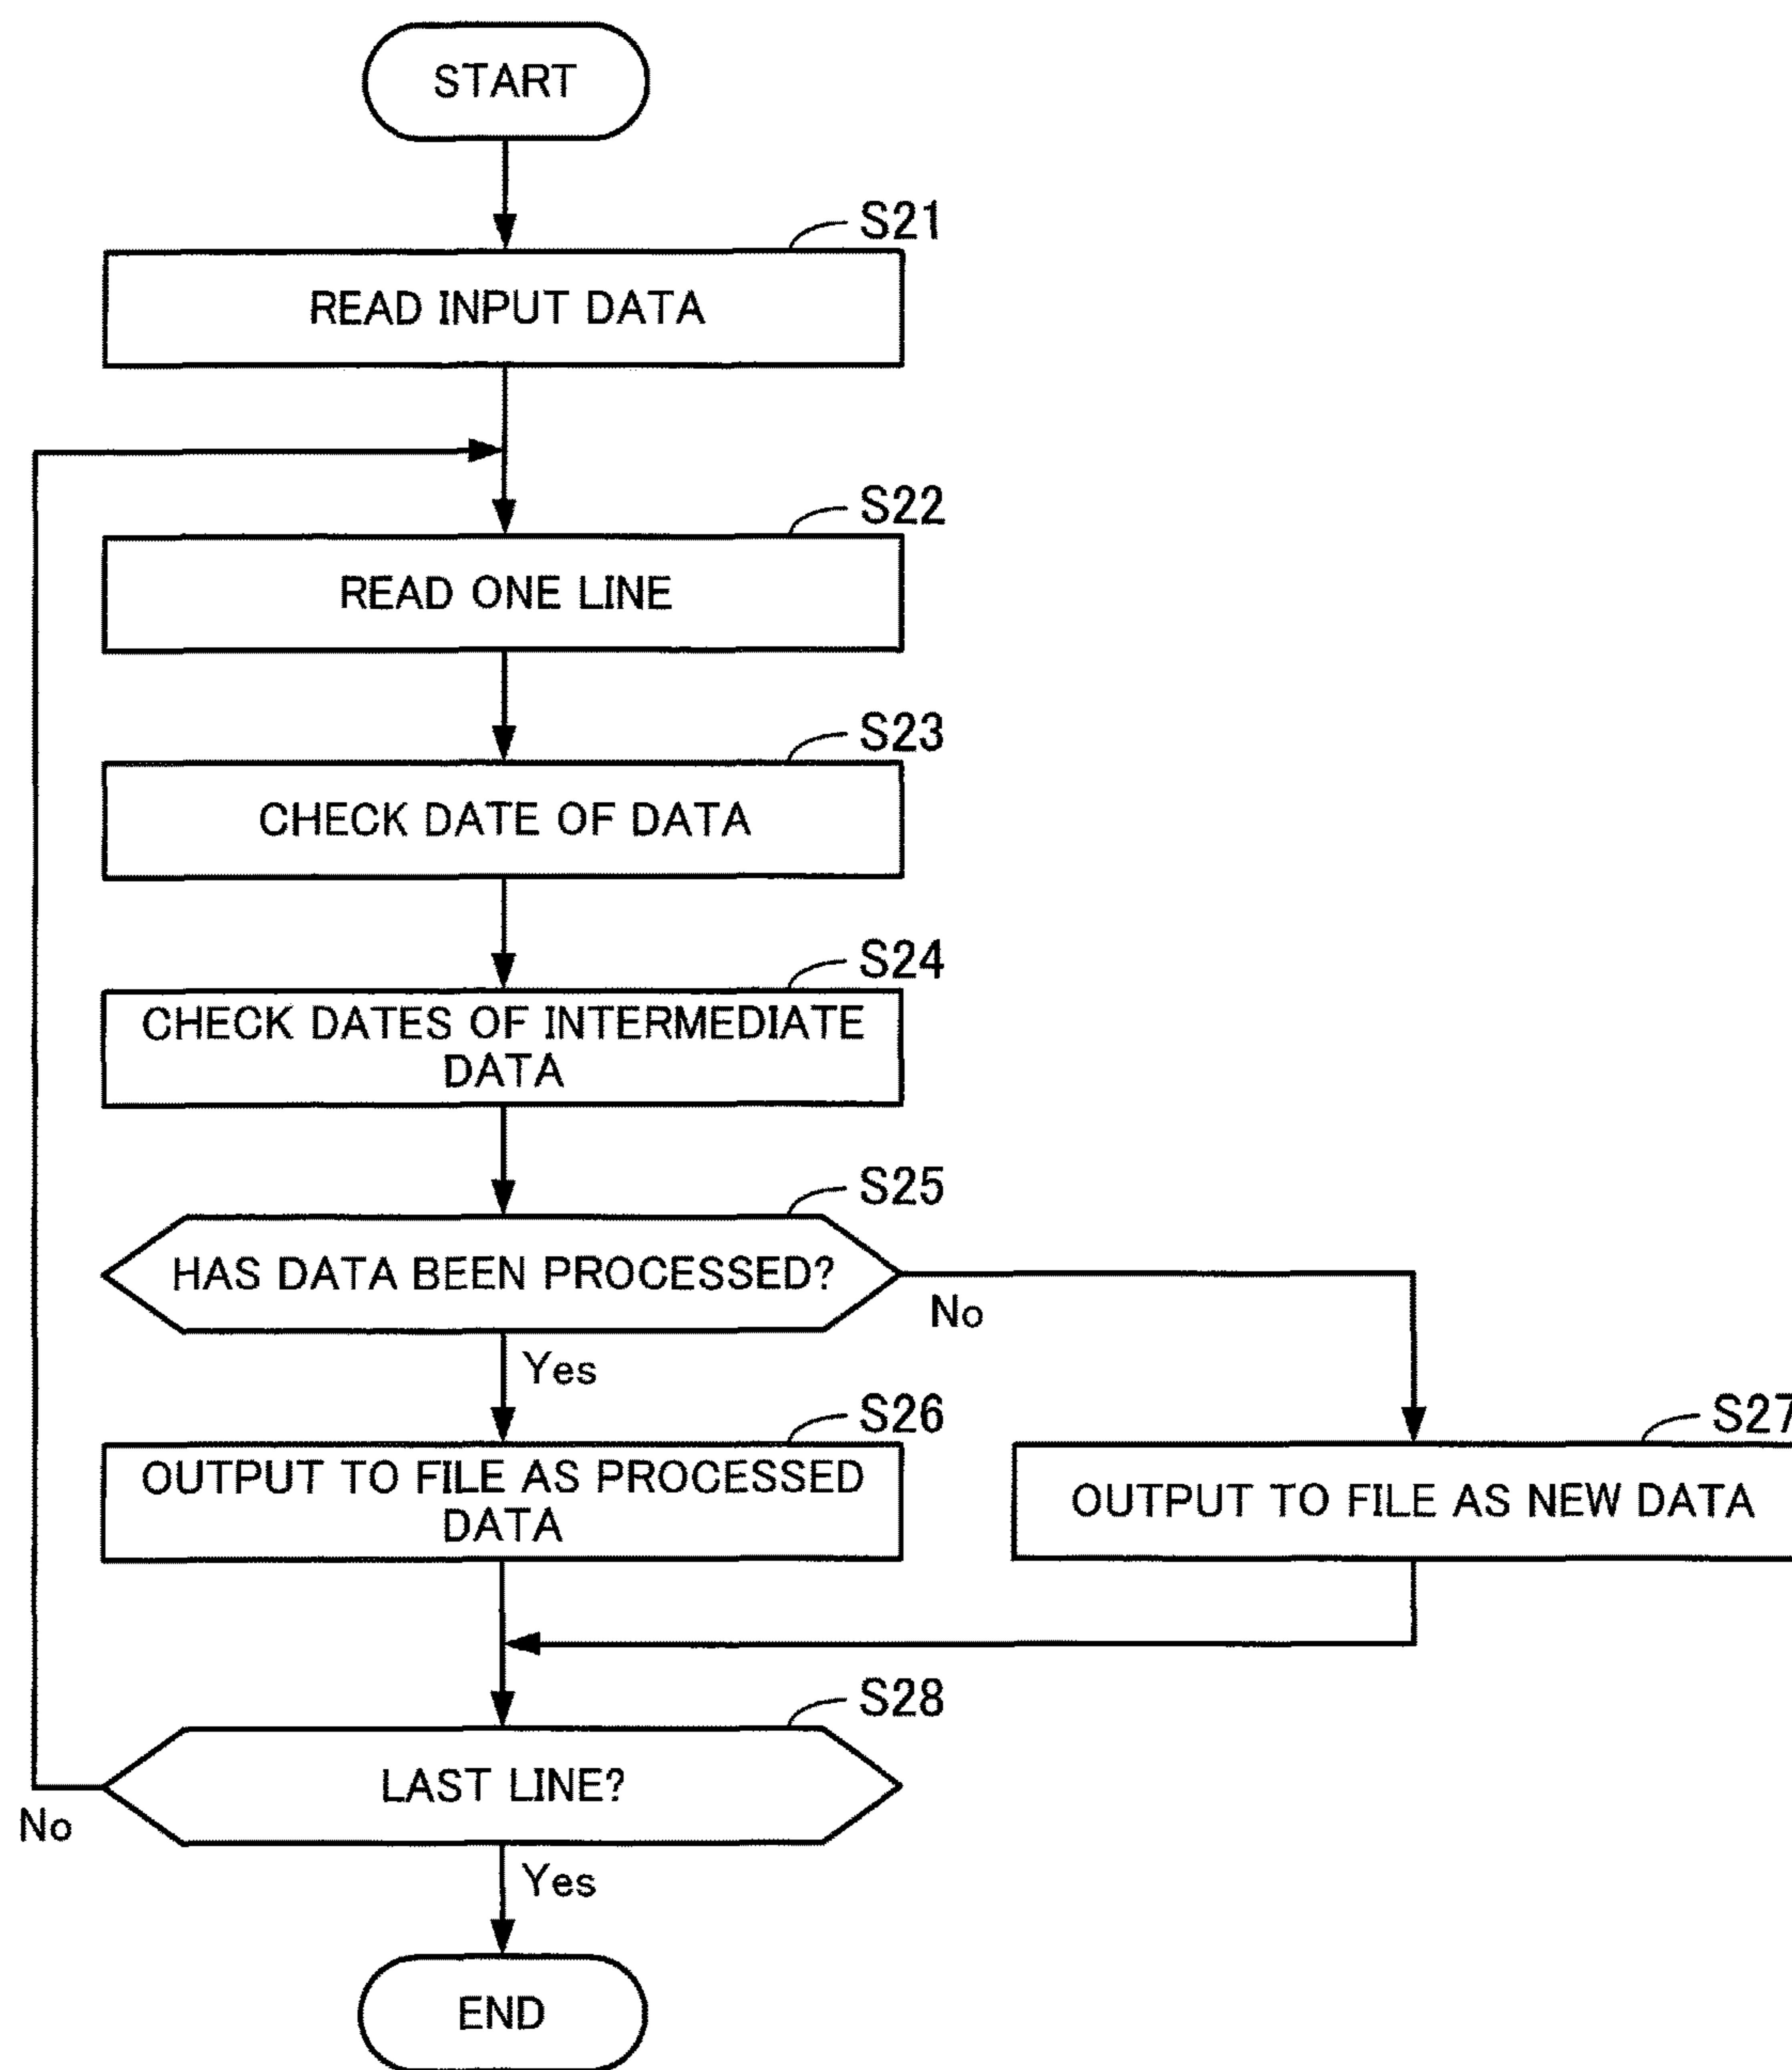 START
S21
READ INPUT DATA
S22
READ ONE LINE
S23
CHECK DATE OF DATA
S24
CHECK DATES OF INTERMEDIATE
DATA
S25
HAS DATA BEEN PROCESSED?
No
Yes
S26
OUTPUT TO FILE AS PROCESSED
DATA
S27
OUTPUT TO FILE AS NEW DATA
S28
LAST LINE?
No
Yes
END